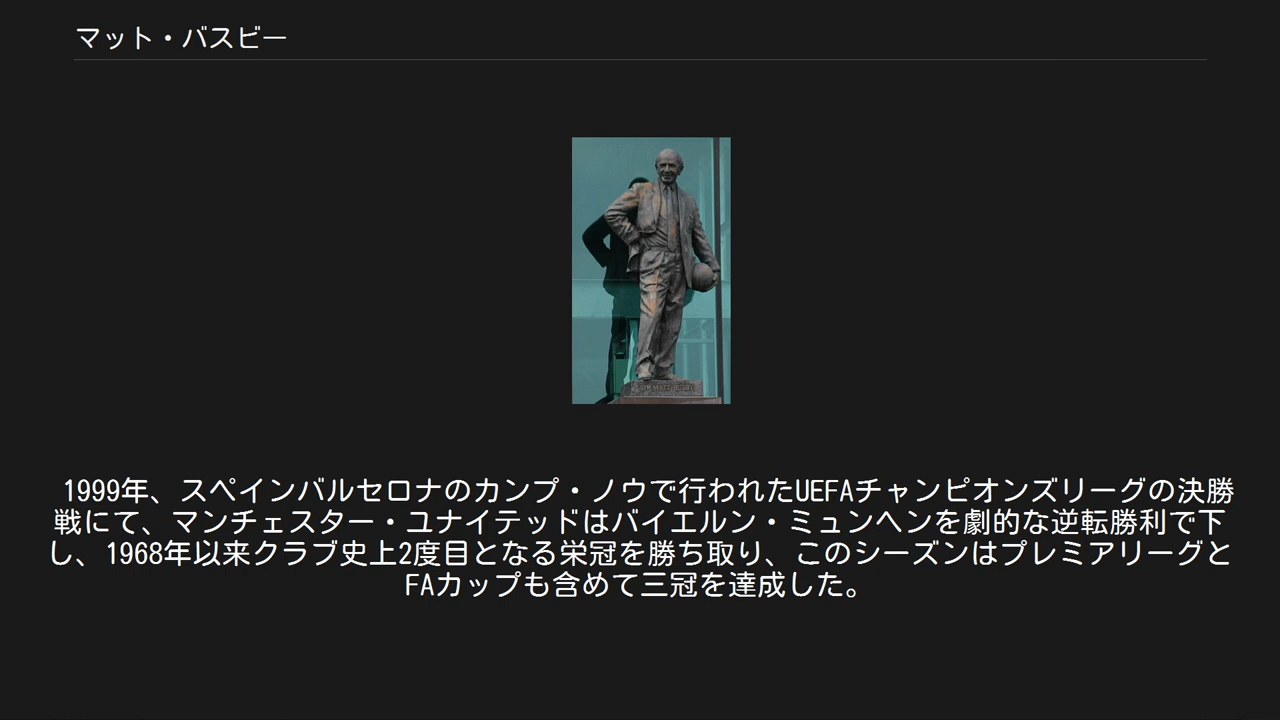 マット・バスビー
SIR MATT BUSBY
1999年、スペインバルセロナのカンプ・ノウで行われたUEFAチャンピオンズリーグの決勝
戦にて、マンチェスター・ユナイテッドはバイエルン・ミュンヘンを劇的な逆転勝利で下
し、1968年以来クラブ史上2度目となる栄冠を勝ち取り、このシーズンはプレミアリーグと
FAカップも含めて三冠を達成した。